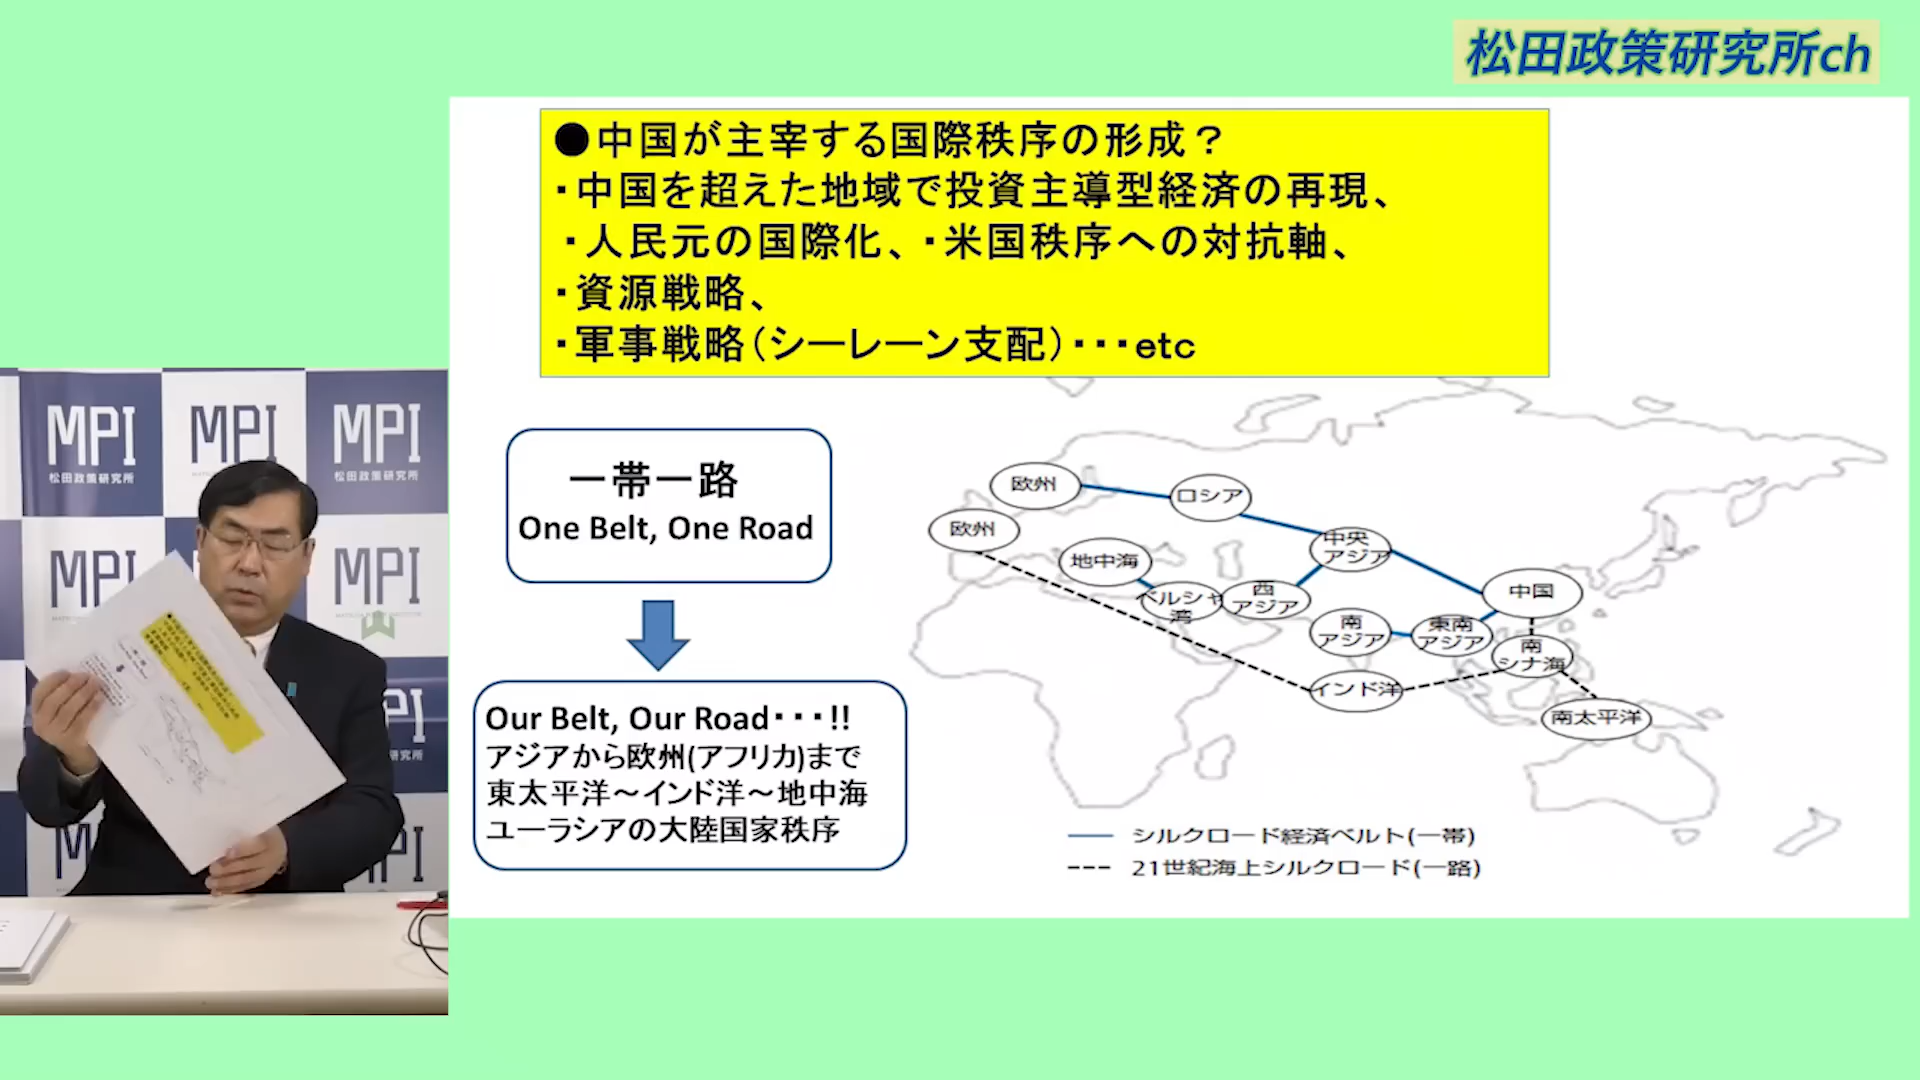 松田政策研究所ch
●中国が主宰する国際秩序の形成？
・中国を超えた地域で投資主導型経済の再現、
・人民元の国際化、・米国秩序への対抗軸、
・資源戦略、
・軍事戦略（シーレーン支配）・・・etc
一帯一路
One Belt, One Road
Our Belt, Our Road・・・!!
アジアから欧州(アフリカ)まで
東太平洋～インド洋～地中海
ユーラシアの大陸国家秩序
欧州
ロシア
欧州
地中海
中央
アジア
ペルシャ
湾
西
アジア
中国
南
アジア
東南
アジア
南
シナ海
インド洋
南太平洋
シルクロード経済ベルト(一帯)
21世紀海上シルクロード(一路)
MPI
松田政策研究所
MPI
MPI
松田政策研究所
MPI
MPI